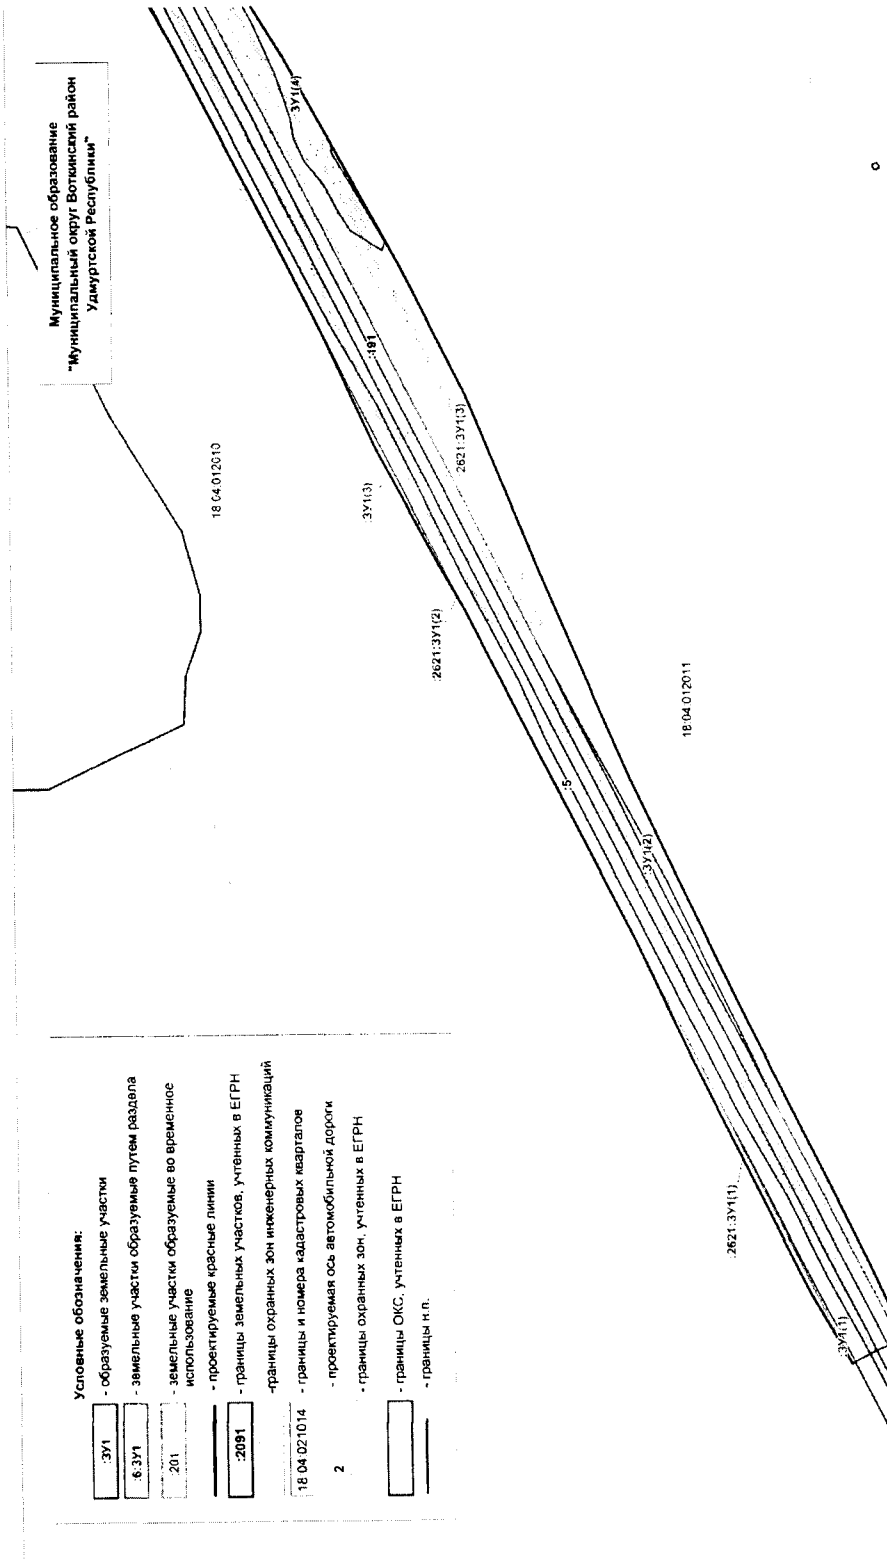 Муниципальное образование
"Муниципальный округ Воткинский район
Удмуртской Республики"
18:04:012010
:ЗУ1(4)
:191
:ЗУ1(3)
2621:ЗУ1(3)
:2621:ЗУ1(2)
18:04:012011
:5
:ЗУ1(2)
:2621:ЗУ1(1)
:ЗУ1(1)
Условные обозначения:
:ЗУ1 - образуемые земельные участки
:6:ЗУ1 - земельные участки образуемые путем раздела
:201 - земельные участки образуемые во временное
использование
- проектируемые красные линии
:2091 - границы земельных участков, учтенных в ЕГРН
-границы охранных зон инженерных коммуникаций
18:04:021014 - границы и номера кадастровых кварталов
2 - проектируемая ось автомобильной дороги
- границы охранных зон, учтенных в ЕГРН
- границы ОКС, учтенных в ЕГРН
- границы н.п.